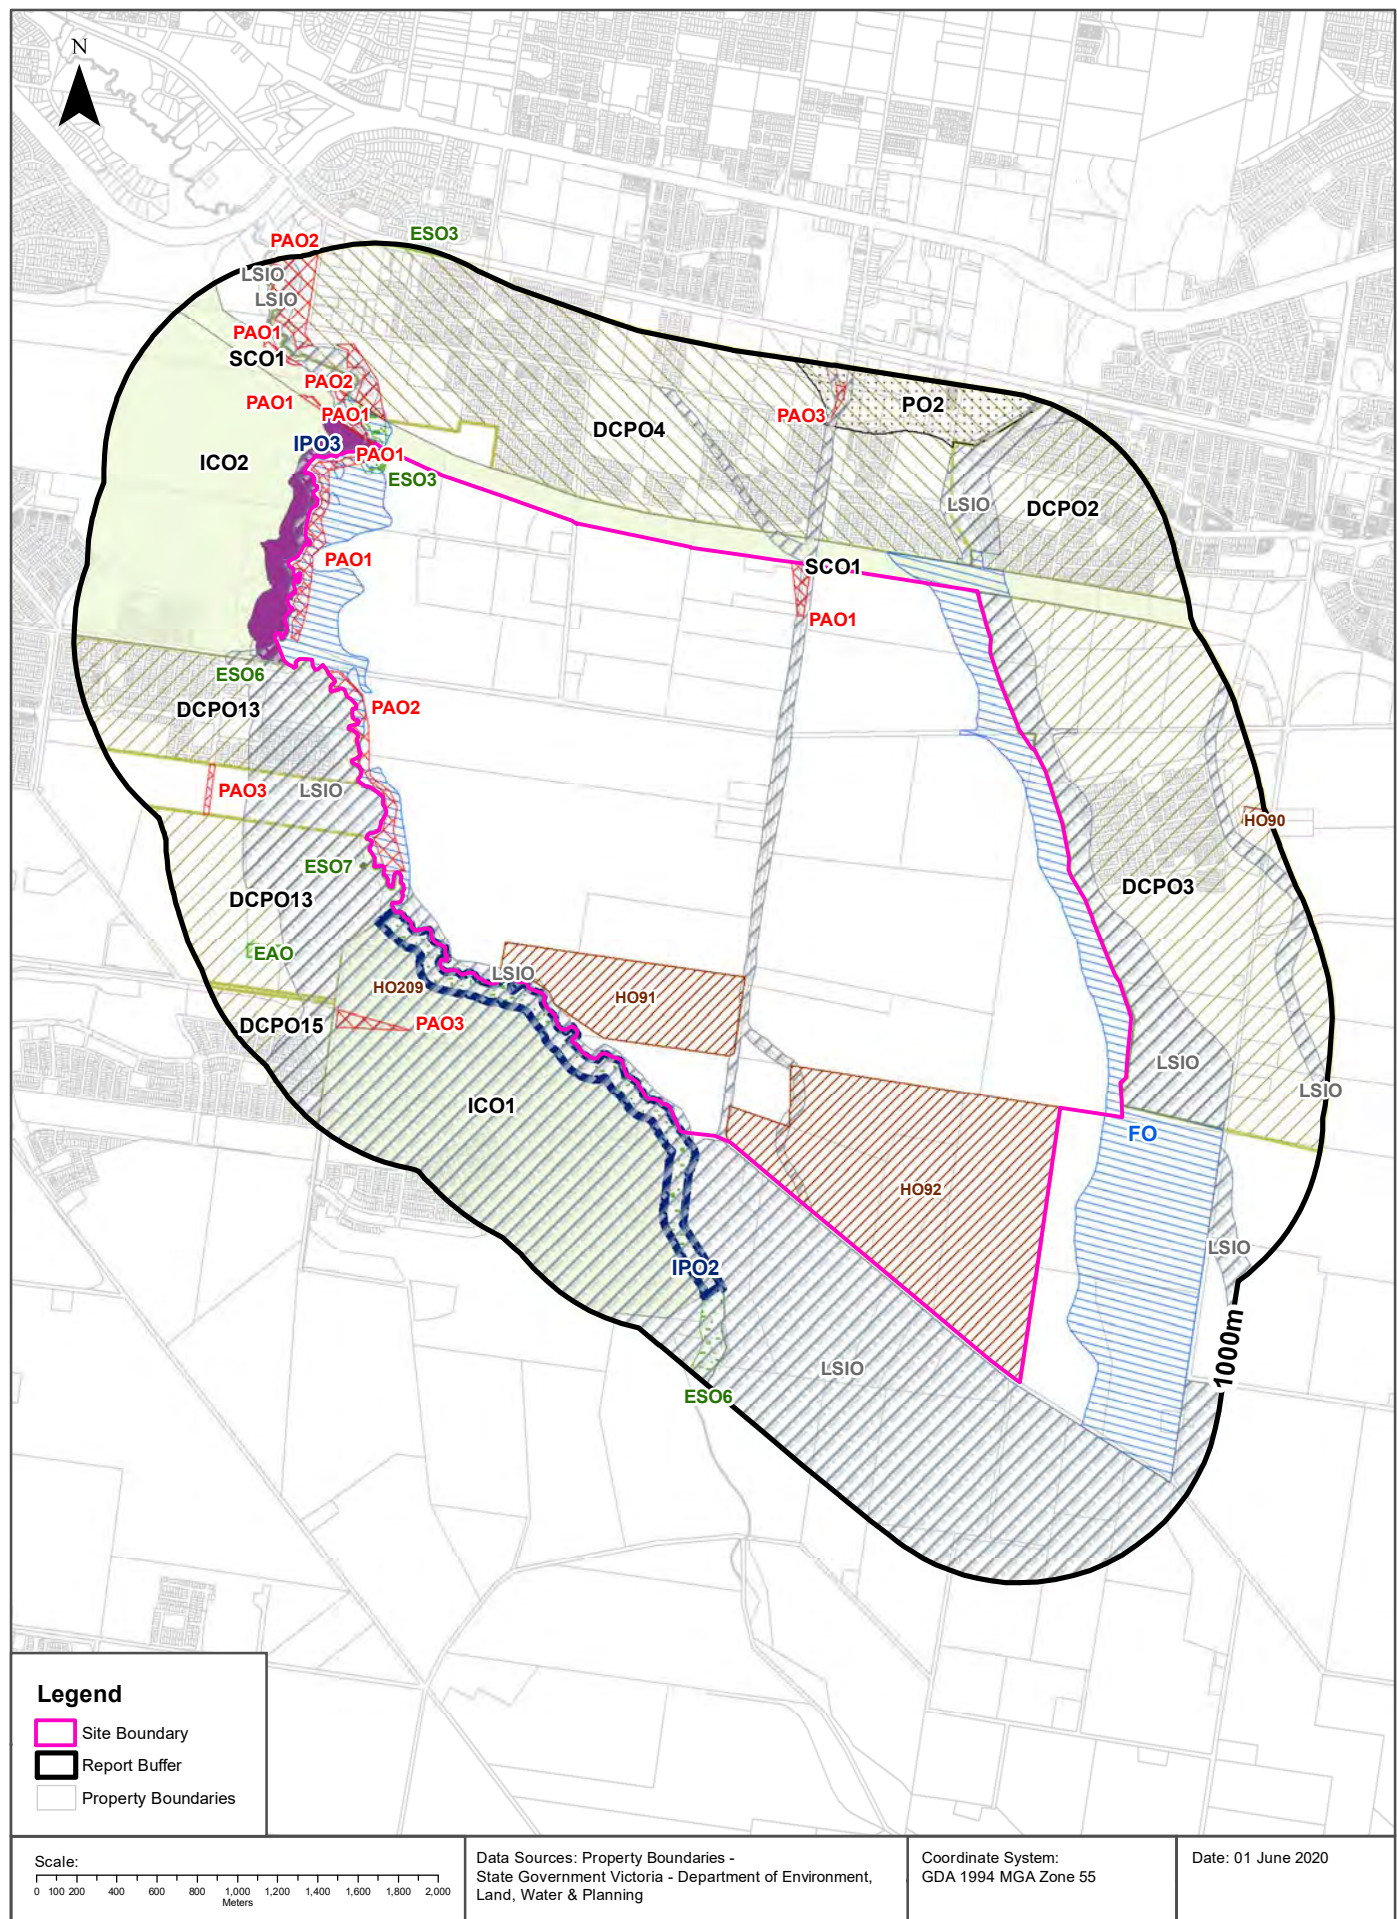 N
ESO3
PAO2
LSIO
LSIO
PAO1
SCO1
PAO2
PAO1
PAO1
PAO3
PO2
DCPO4
IPO3
PAO1
ICO2
ESO3
LSIO
DCPO2
PAO1
SCO1
PAO1
ESO6
DCPO13
PAO2
PAO3
LSIO
HO90
ESO7
DCPO3
DCPO13
EAO
LSIO
HO209
HO91
DCPO15
PAO3
LSIO
LSIO
ICO1
FO
HO92
LSIO
IPO2
1000m
LSIO
ESO6
Legend
Site Boundary
Report Buffer
Property Boundaries
Scale:
0 100 200 400 600 800 1,000 1,200 1,400 1,600 1,800 2,000
Meters
Data Sources: Property Boundaries -
State Government Victoria - Department of Environment,
Land, Water & Planning
Coordinate System:
GDA 1994 MGA Zone 55
Date: 01 June 2020